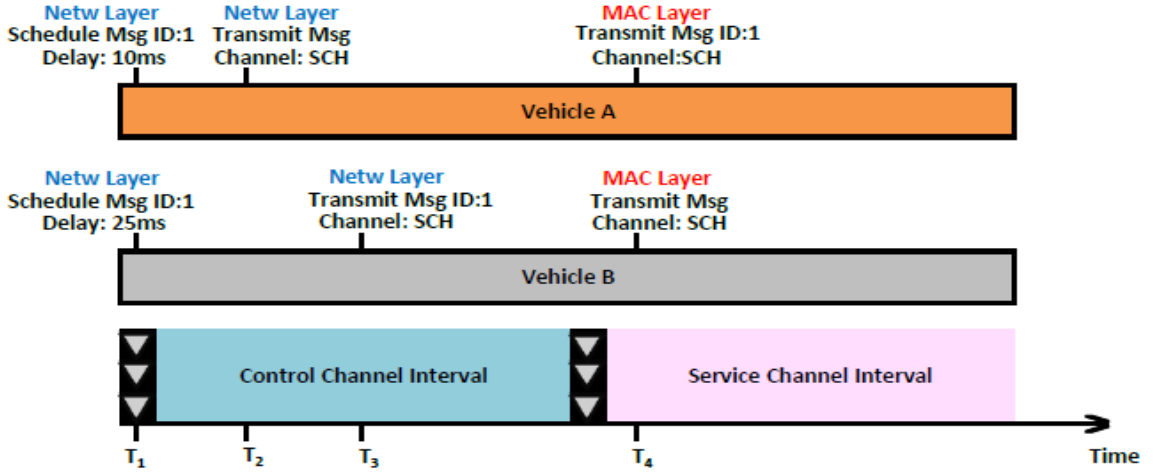 Netw Layer
Schedule Msg ID:1
Delay: 10ms
Netw Layer
Transmit Msg
Channel: SCH
MAC Layer
Transmit Msg ID:1
Channel:SCH
Vehicle A
Netw Layer
Schedule Msg ID:1
Delay: 25ms
Netw Layer
Transmit Msg ID:1
Channel: SCH
MAC Layer
Transmit Msg
Channel: SCH
Vehicle B
Control Channel Interval
Service Channel Interval
T1
T2
T3
T4
Time